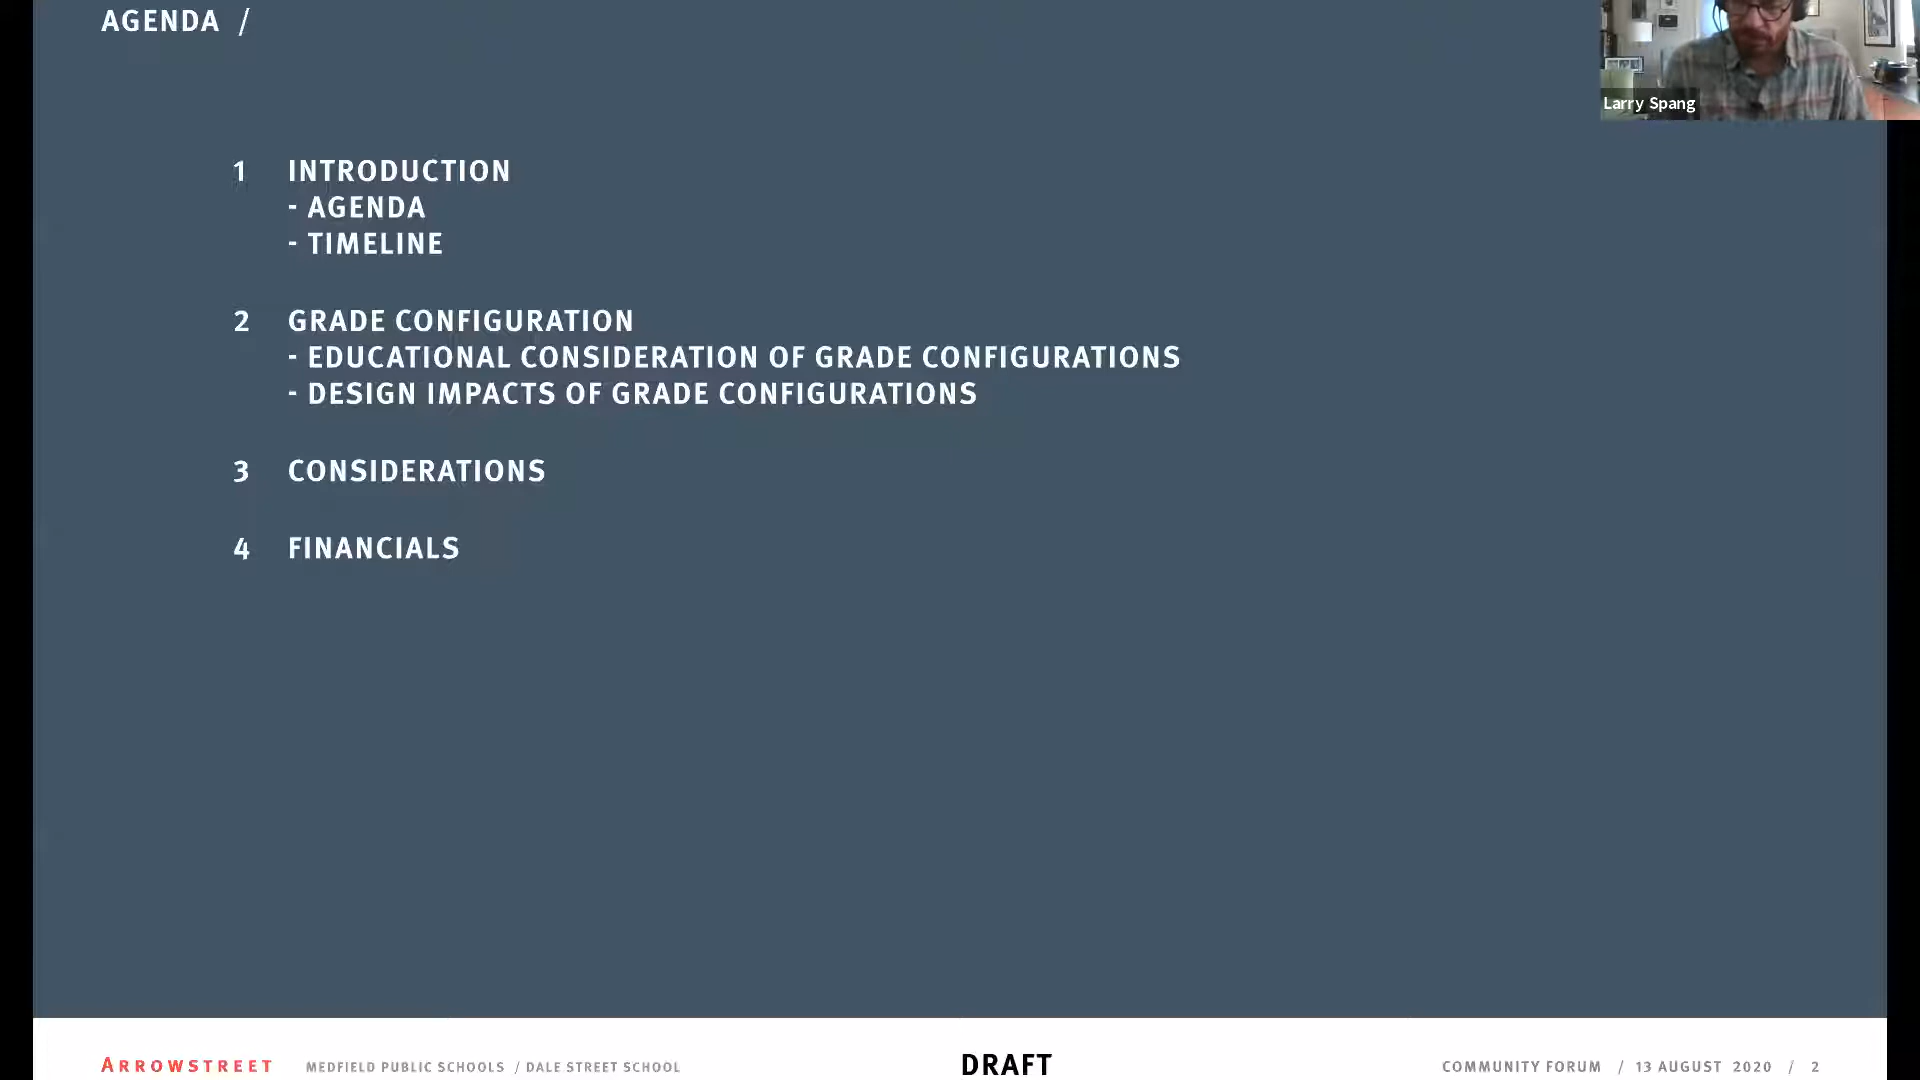 AGENDA /
Larry Spang
1 INTRODUCTION
- AGENDA
- TIMELINE
2 GRADE CONFIGURATION
- EDUCATIONAL CONSIDERATION OF GRADE CONFIGURATIONS
- DESIGN IMPACTS OF GRADE CONFIGURATIONS
3 CONSIDERATIONS
4 FINANCIALS
ARROWSTREET MEDFIELD PUBLIC SCHOOLS / DALE STREET SCHOOL DRAFT COMMUNITY FORUM / 13 AUGUST 2020 / 2